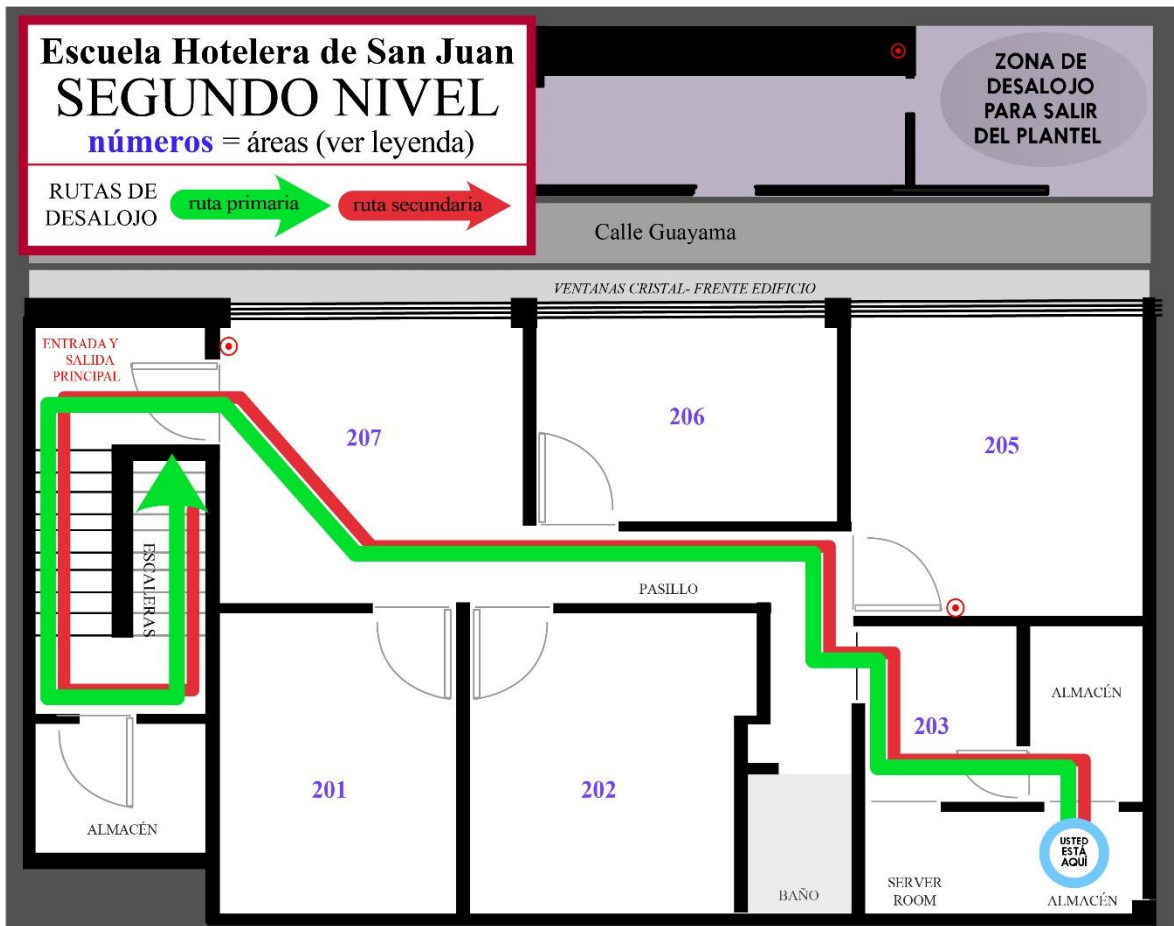 Escuela Hotelera de San Juan
SEGUNDO NIVEL
números = áreas (ver leyenda)
RUTAS DE
DESALOJO
ruta primaria
ruta secundaria
ZONA DE
DESALOJO
PARA SALIR
DEL PLANTEL
Calle Guayama
VENTANAS CRISTAL- FRENTE EDIFICIO
ENTRADA Y
SALIDA
PRINCIPAL
207
206
205
ESCALERAS
PASILLO
203
ALMACÉN
201
202
ALMACÉN
BAÑO
SERVER
ROOM
USTED
ESTÁ
AQUÍ
ALMACÉN